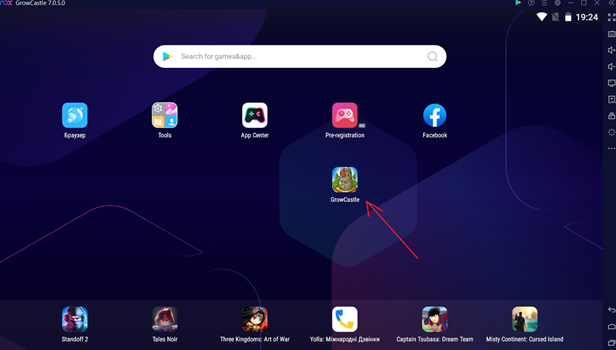 nox GrowCastle 7.0.5.0
19:24
Search for games&app...
Браузер
Tools
App Center
Pre-registration
Facebook
GrowCastle
Standoff 2
Tales Noir
Three Kingdoms: Art of War
Yolla: Міжнародні Дзвінки
Captain Tsubasa: Dream Team
Misty Continent: Cursed Island